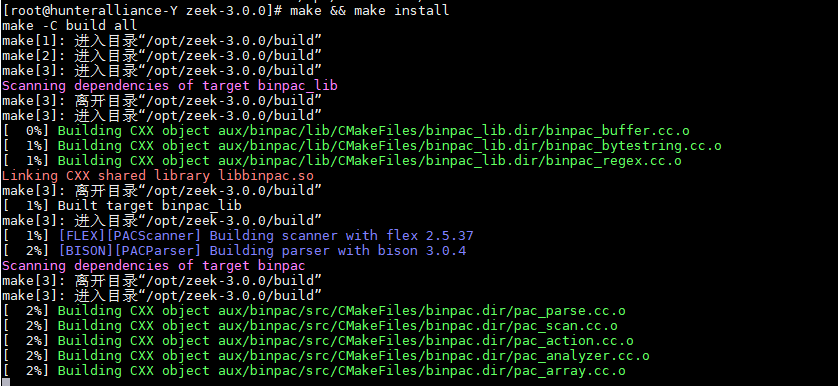 [root@hunteralliance-Y zeek-3.0.0]# make && make install
make -C build all
make[1]: 进入目录“/opt/zeek-3.0.0/build”
make[2]: 进入目录“/opt/zeek-3.0.0/build”
make[3]: 进入目录“/opt/zeek-3.0.0/build”
Scanning dependencies of target binpac_lib
make[3]: 离开目录“/opt/zeek-3.0.0/build”
make[3]: 进入目录“/opt/zeek-3.0.0/build”
[  0%] Building CXX object aux/binpac/lib/CMakeFiles/binpac_lib.dir/binpac_buffer.cc.o
[  1%] Building CXX object aux/binpac/lib/CMakeFiles/binpac_lib.dir/binpac_bytestring.cc.o
[  1%] Building CXX object aux/binpac/lib/CMakeFiles/binpac_lib.dir/binpac_regex.cc.o
Linking CXX shared library libbinpac.so
make[3]: 离开目录“/opt/zeek-3.0.0/build”
[  1%] Built target binpac_lib
make[3]: 进入目录“/opt/zeek-3.0.0/build”
[  1%] [FLEX][PACScanner] Building scanner with flex 2.5.37
[  2%] [BISON][PACParser] Building parser with bison 3.0.4
Scanning dependencies of target binpac
make[3]: 离开目录“/opt/zeek-3.0.0/build”
make[3]: 进入目录“/opt/zeek-3.0.0/build”
[  2%] Building CXX object aux/binpac/src/CMakeFiles/binpac.dir/pac_parse.cc.o
[  2%] Building CXX object aux/binpac/src/CMakeFiles/binpac.dir/pac_scan.cc.o
[  2%] Building CXX object aux/binpac/src/CMakeFiles/binpac.dir/pac_action.cc.o
[  2%] Building CXX object aux/binpac/src/CMakeFiles/binpac.dir/pac_analyzer.cc.o
[  2%] Building CXX object aux/binpac/src/CMakeFiles/binpac.dir/pac_array.cc.o